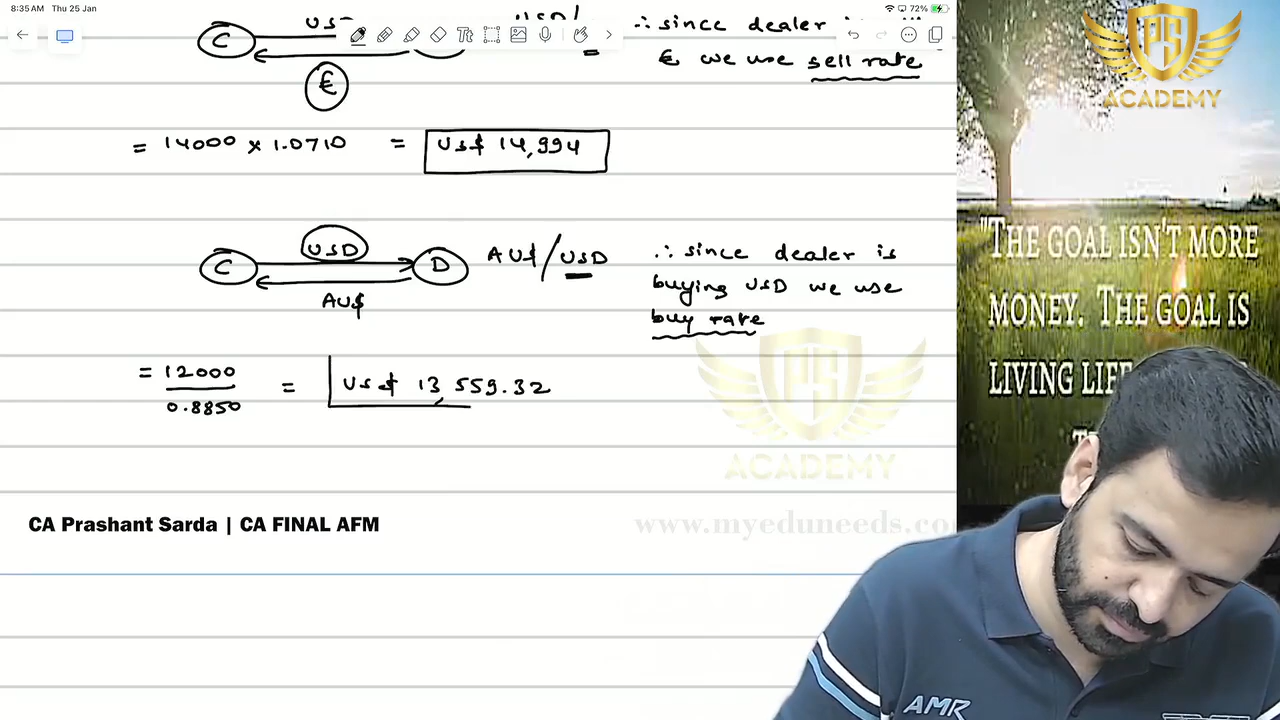 8:35 AM Thu 25 Jan
72%
∴ since dealer
C
€ we use sell rate
€
= 14000 × 1.0710 = US$ 14,994
USD
C D AU$/USD ∴ since dealer is
buying USD we use
AU$
buy rate
= 12000
0.8850
= US$ 13,559.32
CA Prashant Sarda | CA FINAL AFM
www.myeduneeds.co
ACADEMY
PS
ACADEMY
"THE GOAL ISN'T MORE
MONEY. THE GOAL IS
LIVING LIFE
AMR